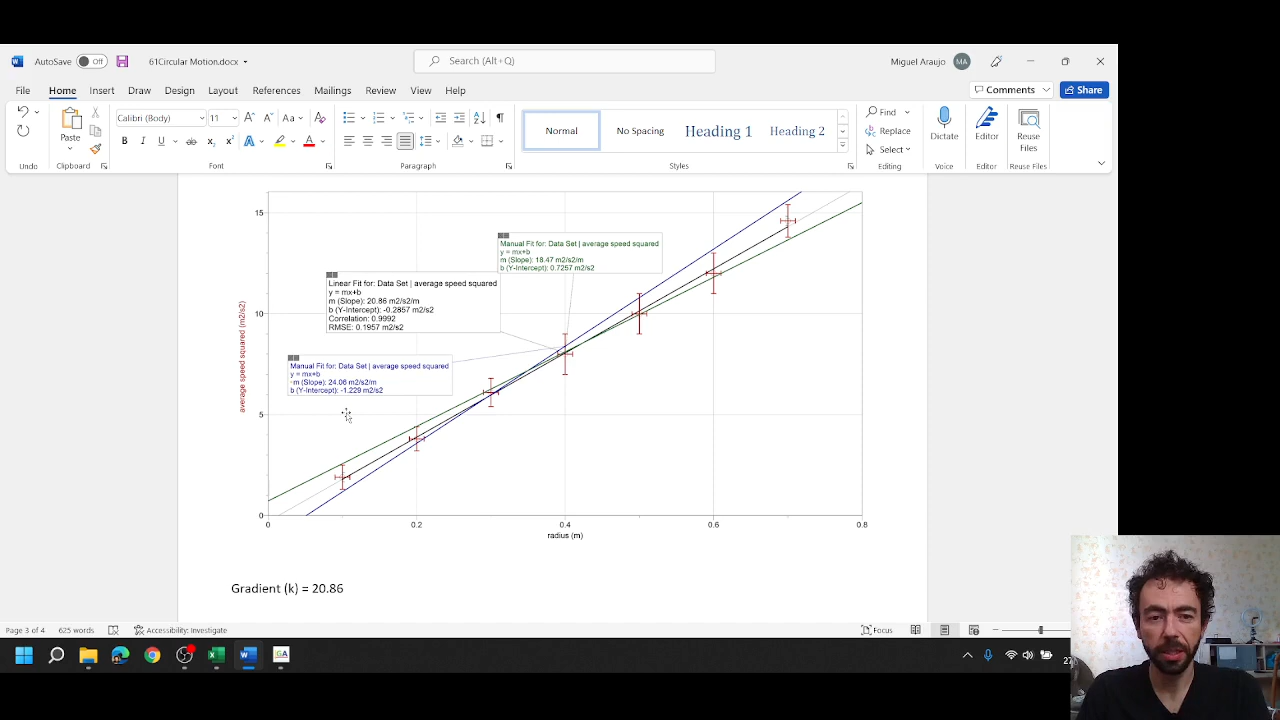 AutoSave Off 61Circular Motion.docx Search (Alt+Q) Miguel Araujo MA
File Home Insert Draw Design Layout References Mailings Review View Help Comments Share
Paste
Calibri (Body) 11
Normal No Spacing Heading 1 Heading 2
Find
Replace
Select
Dictate
Editor
Reuse
Files
Undo Clipboard Font Paragraph Styles Editing Voice Editor Reuse Files
15
10
5
0
average speed squared (m2/s2)
Manual Fit for: Data Set | average speed squared
y = mx+b
m (Slope): 18.47 m2/s2/m
b (Y-Intercept): 0.7257 m2/s2
Linear Fit for: Data Set | average speed squared
y = mx+b
m (Slope): 20.86 m2/s2/m
b (Y-Intercept): -0.2857 m2/s2
Correlation: 0.9992
RMSE: 0.1957 m2/s2
Manual Fit for: Data Set | average speed squared
y = mx+b
m (Slope): 24.06 m2/s2/m
b (Y-Intercept): -1.229 m2/s2
0 0.2 0.4 0.6 0.8
radius (m)
Gradient (k) = 20.86
Page 3 of 4 625 words Accessibility: Investigate Focus